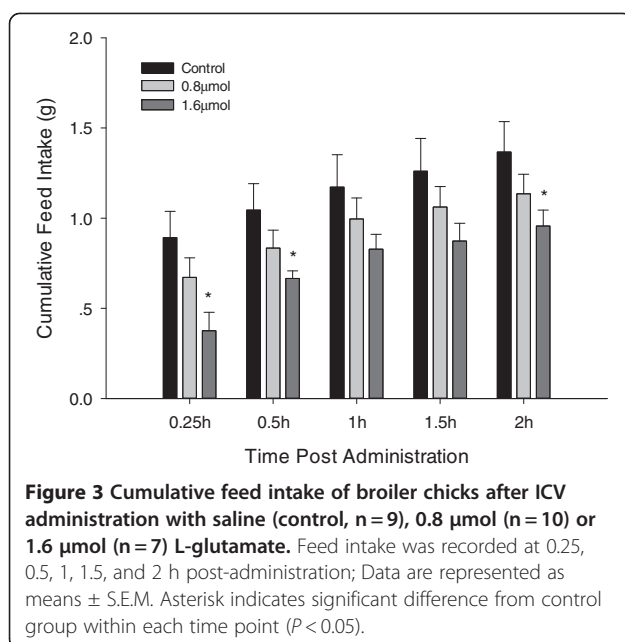 2.0
Control
0.8μmol
1.6μmol
1.5
1.0
.5
0.0
Cumulative Feed Intake (g)
*
*
*
0.25h 0.5h 1h 1.5h 2h
Time Post Administration
Figure 3 Cumulative feed intake of broiler chicks after ICV
administration with saline (control, n = 9), 0.8 μmol (n = 10) or
1.6 μmol (n = 7) L-glutamate. Feed intake was recorded at 0.25,
0.5, 1, 1.5, and 2 h post-administration; Data are represented as
means ± S.E.M. Asterisk indicates significant difference from control
group within each time point (P < 0.05).